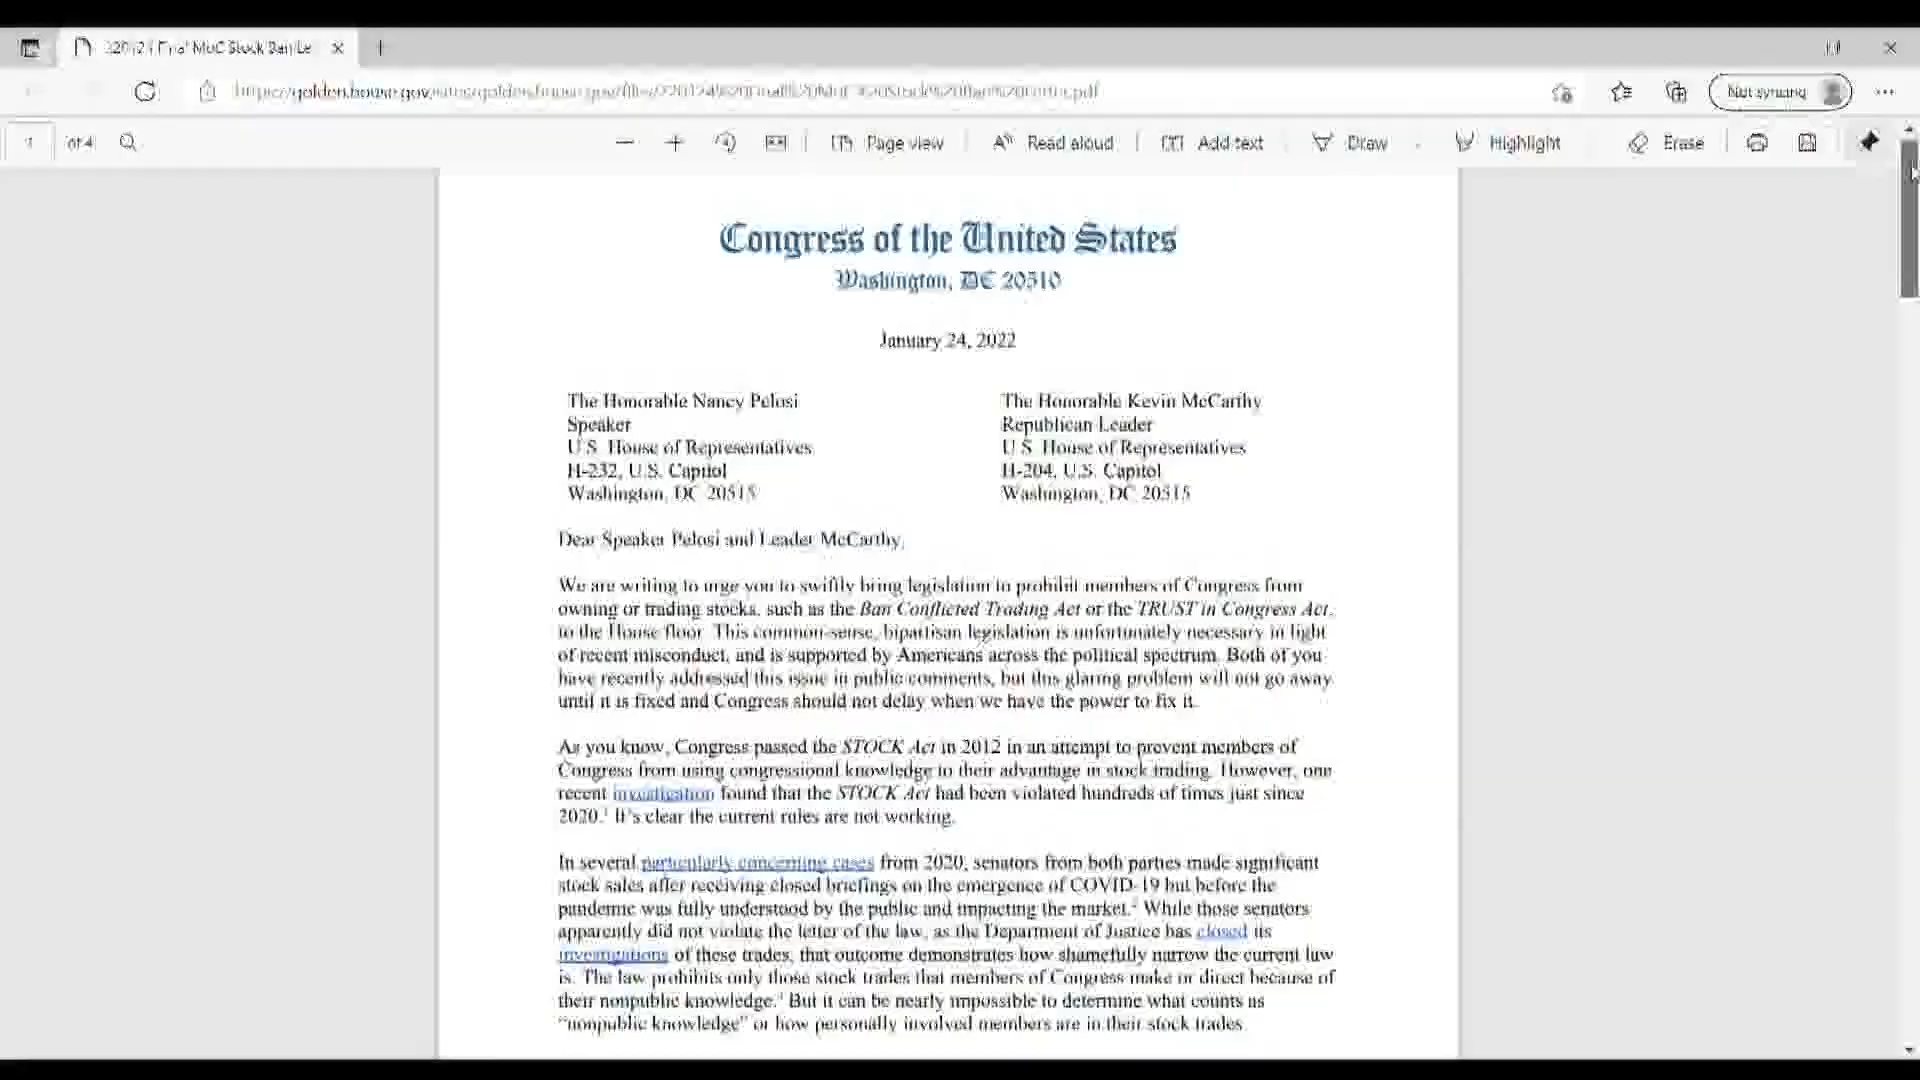 1 of 4
Page view
Read aloud
Add text
Draw
Highlight
Erase
Not syncing
Congress of the United States
Washington, DC 20510
January 24, 2022
The Honorable Nancy Pelosi
Speaker
U.S. House of Representatives
H-232, U.S. Capitol
Washington, DC 20515
The Honorable Kevin McCarthy
Republican Leader
U.S. House of Representatives
H-204, U.S. Capitol
Washington, DC 20515
Dear Speaker Pelosi and Leader McCarthy,
We are writing to urge you to swiftly bring legislation to prohibit members of Congress from
owning or trading stocks, such as the Ban Conflicted Trading Act or the TRUST in Congress Act,
to the House floor. This common-sense, bipartisan legislation is unfortunately necessary in light
of recent misconduct, and is supported by Americans across the political spectrum. Both of you
have recently addressed this issue in public comments, but this glaring problem will not go away
until it is fixed and Congress should not delay when we have the power to fix it.
As you know, Congress passed the STOCK Act in 2012 in an attempt to prevent members of
Congress from using congressional knowledge to their advantage in stock trading. However, one
recent investigation found that the STOCK Act had been violated hundreds of times just since
2020.¹ It's clear the current rules are not working.
In several particularly concerning cases from 2020, senators from both parties made significant
stock sales after receiving closed briefings on the emergence of COVID-19 but before the
pandemic was fully understood by the public and impacting the market.² While those senators
apparently did not violate the letter of the law, as the Department of Justice has closed its
investigations of these trades, that outcome demonstrates how shamefully narrow the current law
is. The law prohibits only those stock trades that members of Congress make or direct because of
their nonpublic knowledge.³ But it can be nearly impossible to determine what counts as
"nonpublic knowledge" or how personally involved members are in their stock trades.